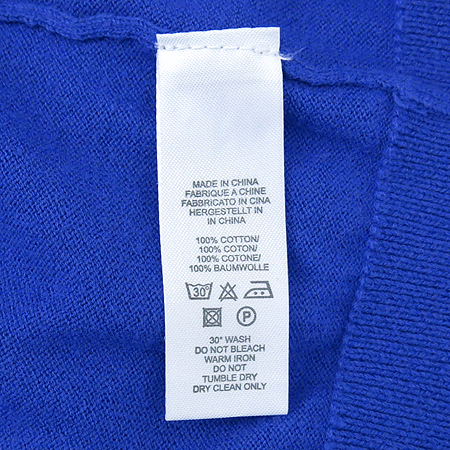 MADE IN CHINA
FABRIQUE A CHINE
FABBRICATO IN CINA
HERGESTELLT IN
IN CHINA
100% COTTON/
100% COTON/
100% COTONE/
100% BAUMWOLLE
30°
P
30° WASH
DO NOT BLEACH
WARM IRON
DO NOT
TUMBLE DRY
DRY CLEAN ONLY